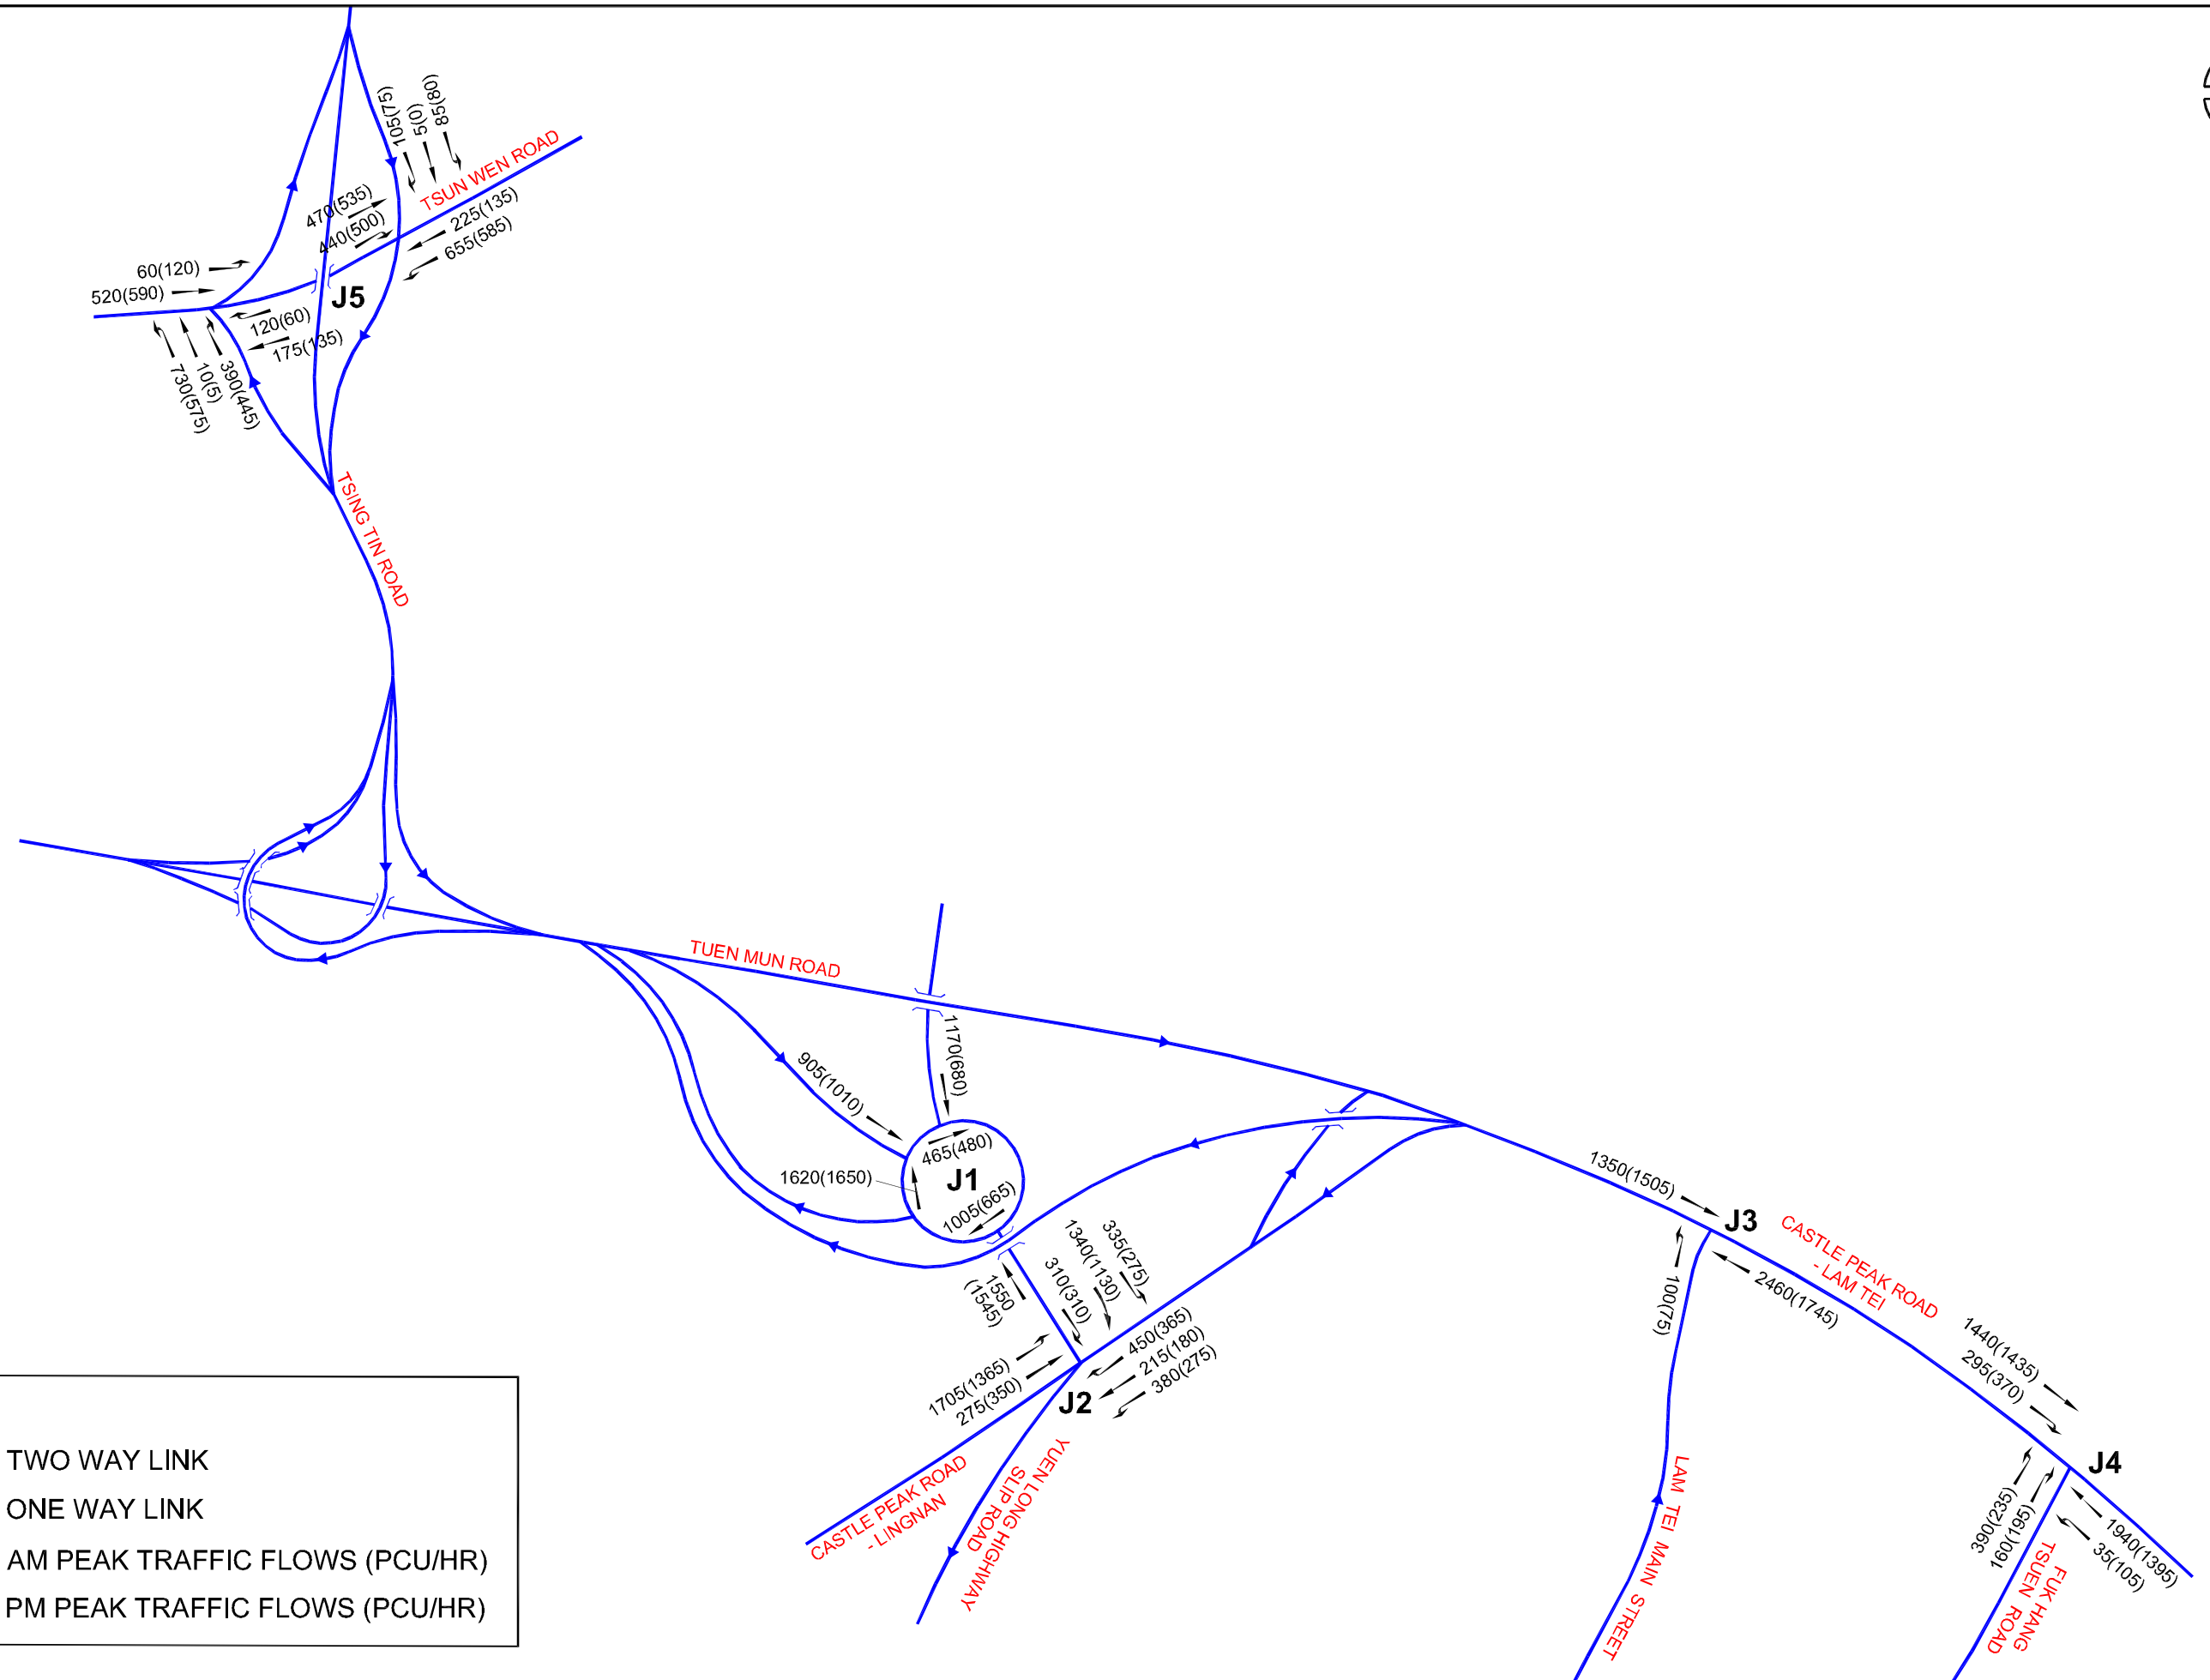 105(75)
5(0)
85(80)
TSUN WEN ROAD
470(535)
440(500)
225(135)
655(585)
60(120)
520(590)
J5
120(60)
175(135)
730(575)
10(5)
390(445)
TSING TIN ROAD
TUEN MUN ROAD
1170(680)
905(1010)
465(480)
J1
1620(1650)
1005(665)
1550
(1545)
310(310)
1340(1130)
335(275)
1705(1365)
275(350)
450(365)
215(180)
380(275)
J2
CASTLE PEAK ROAD
- LINGNAN
YUEN LONG HIGHWAY
SLIP ROAD
1350(1505)
J3
CASTLE PEAK ROAD
- LAM TEI
100(75)
2460(1745)
1440(1435)
295(370)
J4
390(235)
160(195)
1940(1395)
35(105)
LAM TEI MAIN STREET
FUK HANG
TSUEN ROAD
TWO WAY LINK
ONE WAY LINK
AM PEAK TRAFFIC FLOWS (PCU/HR)
PM PEAK TRAFFIC FLOWS (PCU/HR)